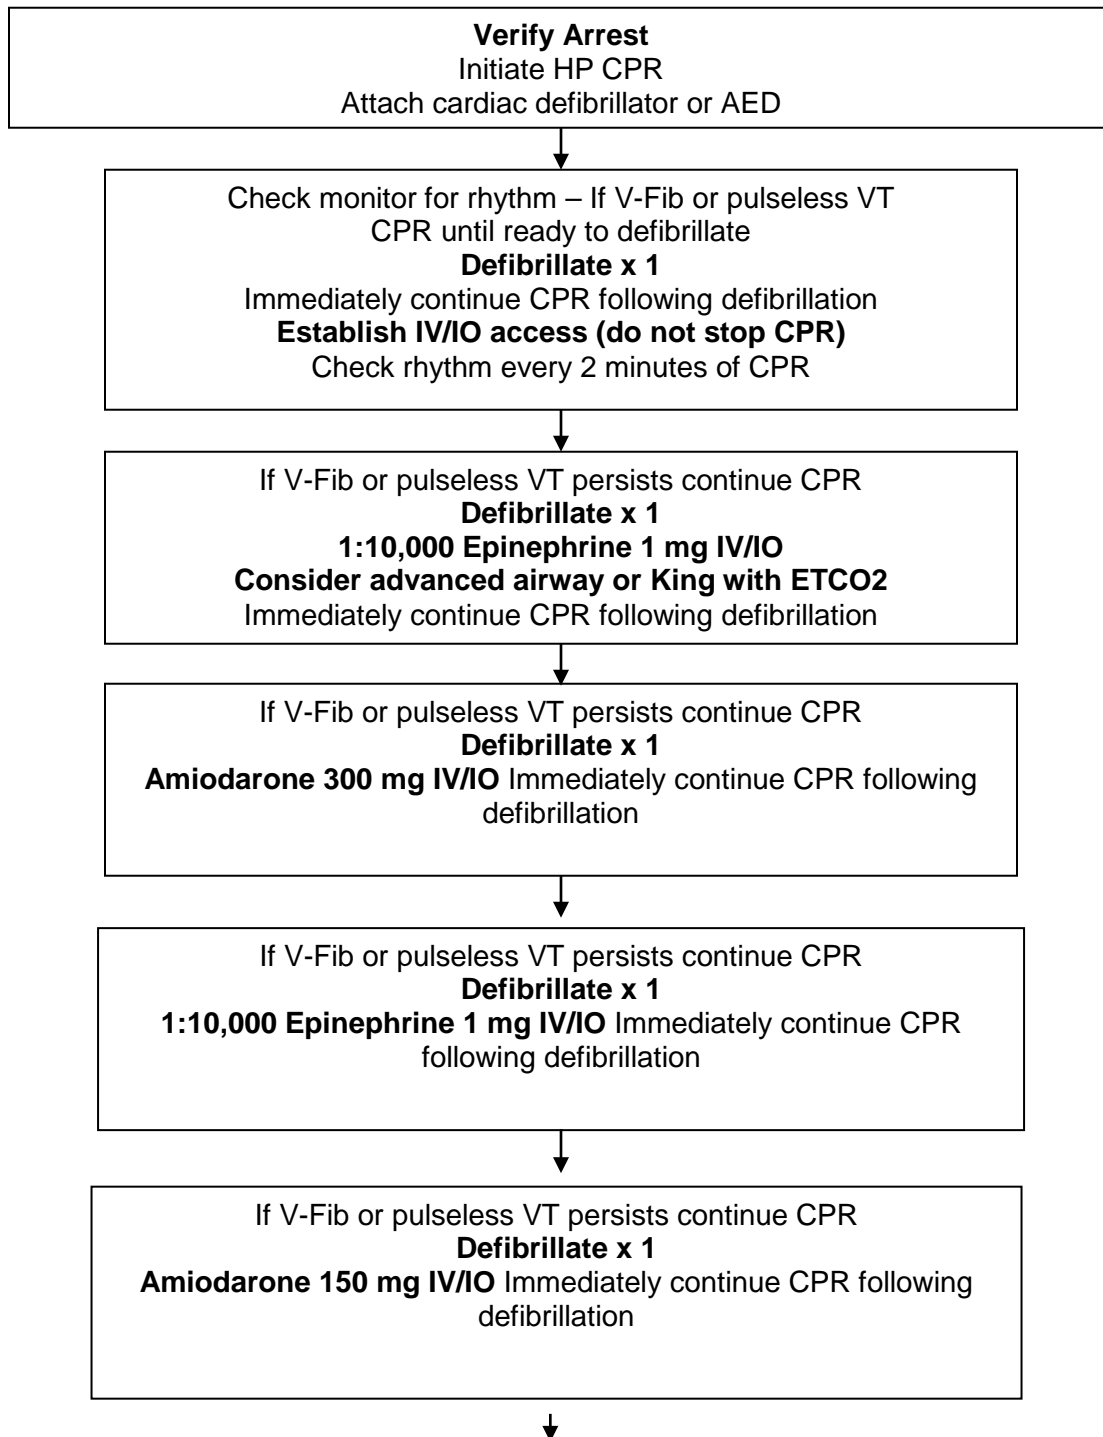 Verify Arrest
Initiate HP CPR
Attach cardiac defibrillator or AED
Check monitor for rhythm – If V-Fib or pulseless VT
CPR until ready to defibrillate
Defibrillate x 1
Immediately continue CPR following defibrillation
Establish IV/IO access (do not stop CPR)
Check rhythm every 2 minutes of CPR
If V-Fib or pulseless VT persists continue CPR
Defibrillate x 1
1:10,000 Epinephrine 1 mg IV/IO
Consider advanced airway or King with ETCO2
Immediately continue CPR following defibrillation
If V-Fib or pulseless VT persists continue CPR
Defibrillate x 1
Amiodarone 300 mg IV/IO Immediately continue CPR following
defibrillation
If V-Fib or pulseless VT persists continue CPR
Defibrillate x 1
1:10,000 Epinephrine 1 mg IV/IO Immediately continue CPR
following defibrillation
If V-Fib or pulseless VT persists continue CPR
Defibrillate x 1
Amiodarone 150 mg IV/IO Immediately continue CPR following
defibrillation